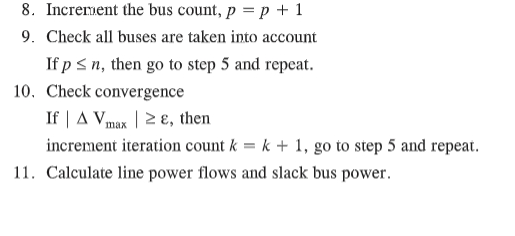 8. Increment the bus count, p = p + 1
9. Check all buses are taken into account
If p ≤ n, then go to step 5 and repeat.
10. Check convergence
If | Δ Vmax | ≥ ε, then
increment iteration count k = k + 1, go to step 5 and repeat.
11. Calculate line power flows and slack bus power.